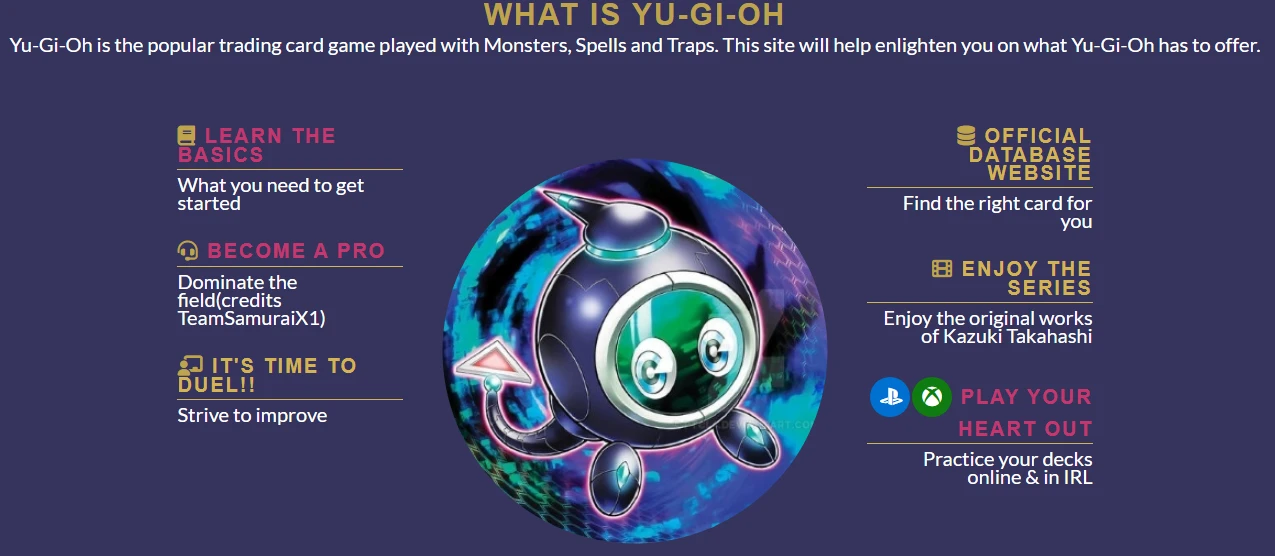 WHAT IS YU-GI-OH
Yu-Gi-Oh is the popular trading card game played with Monsters, Spells and Traps. This site will help enlighten you on what Yu-Gi-Oh has to offer.
LEARN THE
BASICS
What you need to get
started
BECOME A PRO
Dominate the
field(credits
TeamSamuraiX1)
IT'S TIME TO
DUEL!!
Strive to improve
OFFICIAL
DATABASE
WEBSITE
Find the right card for
you
ENJOY THE
SERIES
Enjoy the original works
of Kazuki Takahashi
PLAY YOUR
HEART OUT
Practice your decks
online & in IRL